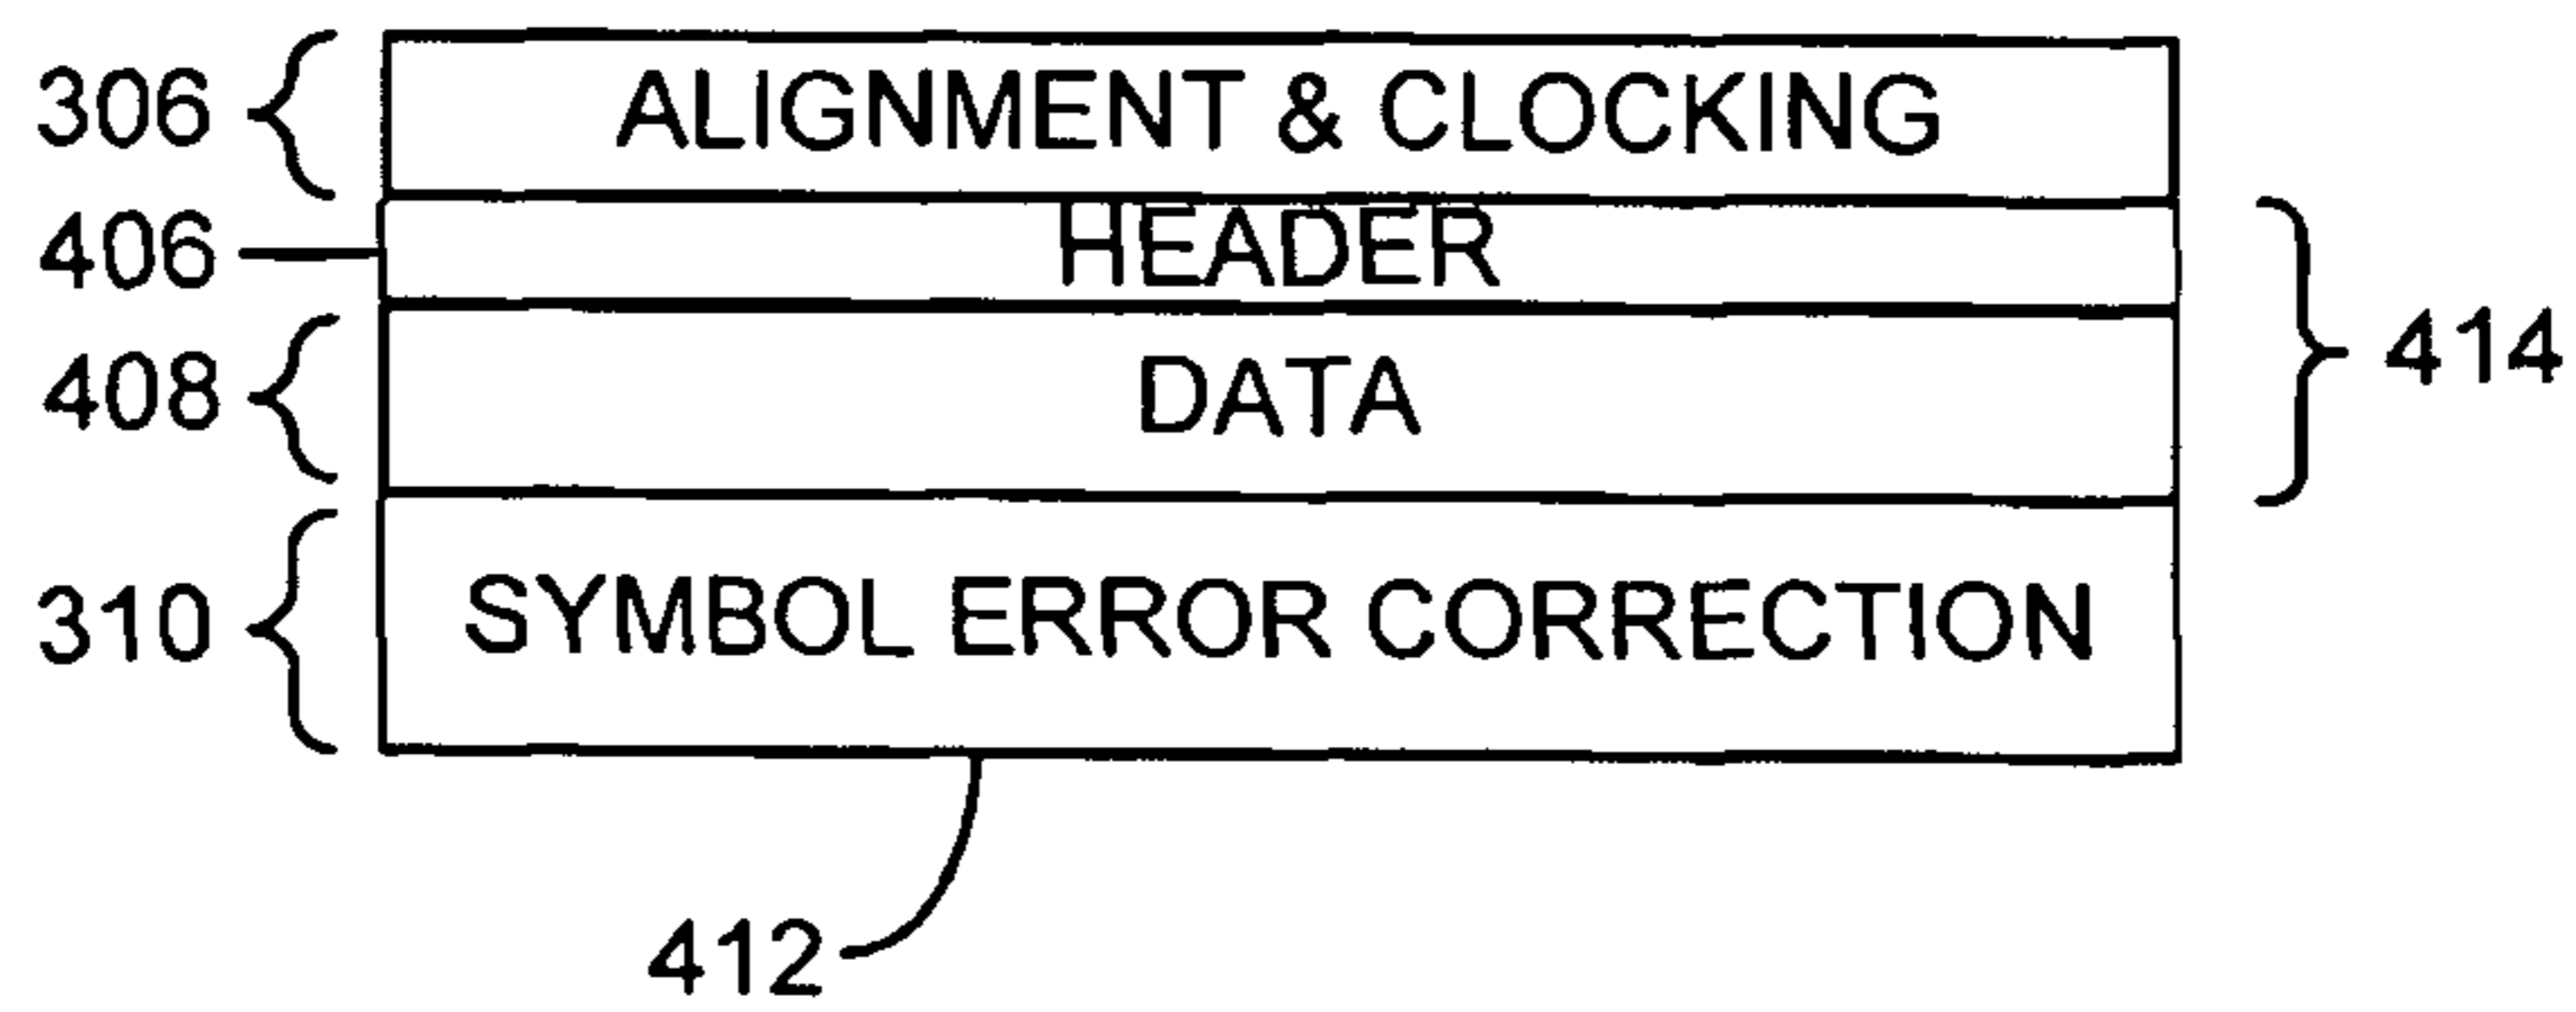 306 ALIGNMENT & CLOCKING
406 HEADER
414
408 DATA
310 SYMBOL ERROR CORRECTION
412